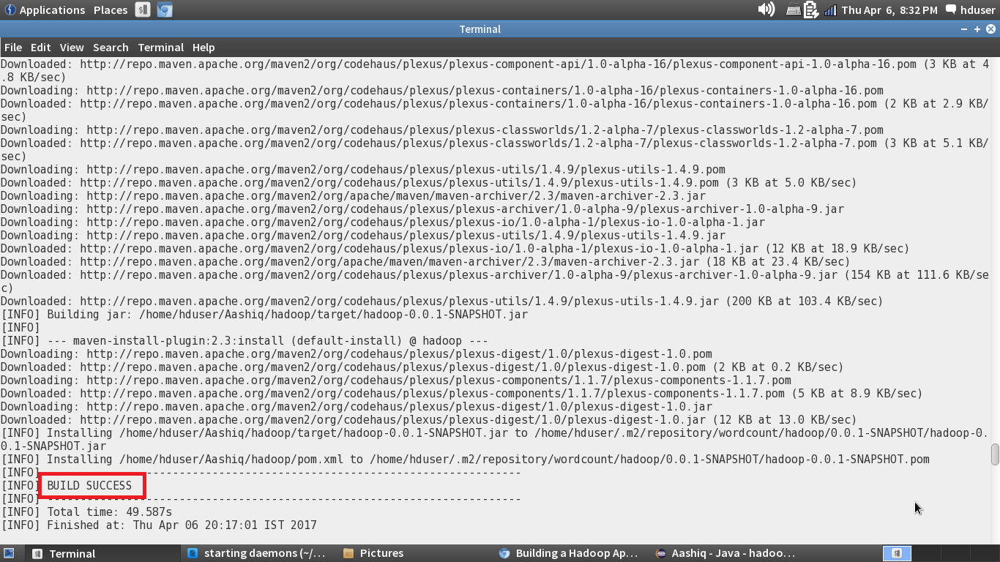 Applications Places Thu Apr 6, 8:32 PM hduser
Terminal
File Edit View Search Terminal Help
Downloaded: http://repo.maven.apache.org/maven2/org/codehaus/plexus/plexus-component-api/1.0-alpha-16/plexus-component-api-1.0-alpha-16.pom (3 KB at 4
.8 KB/sec)
Downloading: http://repo.maven.apache.org/maven2/org/codehaus/plexus/plexus-containers/1.0-alpha-16/plexus-containers-1.0-alpha-16.pom
Downloaded: http://repo.maven.apache.org/maven2/org/codehaus/plexus/plexus-containers/1.0-alpha-16/plexus-containers-1.0-alpha-16.pom (2 KB at 2.9 KB/
sec)
Downloading: http://repo.maven.apache.org/maven2/org/codehaus/plexus/plexus-classworlds/1.2-alpha-7/plexus-classworlds-1.2-alpha-7.pom
Downloaded: http://repo.maven.apache.org/maven2/org/codehaus/plexus/plexus-classworlds/1.2-alpha-7/plexus-classworlds-1.2-alpha-7.pom (3 KB at 5.1 KB/
sec)
Downloading: http://repo.maven.apache.org/maven2/org/codehaus/plexus/plexus-utils/1.4.9/plexus-utils-1.4.9.pom
Downloaded: http://repo.maven.apache.org/maven2/org/codehaus/plexus/plexus-utils/1.4.9/plexus-utils-1.4.9.pom (3 KB at 5.0 KB/sec)
Downloading: http://repo.maven.apache.org/maven2/org/apache/maven/maven-archiver/2.3/maven-archiver-2.3.jar
Downloading: http://repo.maven.apache.org/maven2/org/codehaus/plexus/plexus-archiver/1.0-alpha-9/plexus-archiver-1.0-alpha-9.jar
Downloading: http://repo.maven.apache.org/maven2/org/codehaus/plexus/plexus-io/1.0-alpha-1/plexus-io-1.0-alpha-1.jar
Downloading: http://repo.maven.apache.org/maven2/org/codehaus/plexus/plexus-utils/1.4.9/plexus-utils-1.4.9.jar
Downloaded: http://repo.maven.apache.org/maven2/org/codehaus/plexus/plexus-io/1.0-alpha-1/plexus-io-1.0-alpha-1.jar (12 KB at 18.9 KB/sec)
Downloaded: http://repo.maven.apache.org/maven2/org/apache/maven/maven-archiver/2.3/maven-archiver-2.3.jar (18 KB at 23.4 KB/sec)
Downloaded: http://repo.maven.apache.org/maven2/org/codehaus/plexus/plexus-archiver/1.0-alpha-9/plexus-archiver-1.0-alpha-9.jar (154 KB at 111.6 KB/se
c)
Downloaded: http://repo.maven.apache.org/maven2/org/codehaus/plexus/plexus-utils/1.4.9/plexus-utils-1.4.9.jar (200 KB at 103.4 KB/sec)
[INFO] Building jar: /home/hduser/Aashiq/hadoop/target/hadoop-0.0.1-SNAPSHOT.jar
[INFO]
[INFO] --- maven-install-plugin:2.3:install (default-install) @ hadoop ---
Downloading: http://repo.maven.apache.org/maven2/org/codehaus/plexus/plexus-digest/1.0/plexus-digest-1.0.pom
Downloaded: http://repo.maven.apache.org/maven2/org/codehaus/plexus/plexus-digest/1.0/plexus-digest-1.0.pom (2 KB at 0.2 KB/sec)
Downloading: http://repo.maven.apache.org/maven2/org/codehaus/plexus/plexus-components/1.1.7/plexus-components-1.1.7.pom
Downloaded: http://repo.maven.apache.org/maven2/org/codehaus/plexus/plexus-components/1.1.7/plexus-components-1.1.7.pom (5 KB at 8.9 KB/sec)
Downloading: http://repo.maven.apache.org/maven2/org/codehaus/plexus/plexus-digest/1.0/plexus-digest-1.0.jar
Downloaded: http://repo.maven.apache.org/maven2/org/codehaus/plexus/plexus-digest/1.0/plexus-digest-1.0.jar (12 KB at 13.0 KB/sec)
[INFO] Installing /home/hduser/Aashiq/hadoop/target/hadoop-0.0.1-SNAPSHOT.jar to /home/hduser/.m2/repository/wordcount/hadoop/0.0.1-SNAPSHOT/hadoop-0.
0.1-SNAPSHOT.jar
[INFO] Installing /home/hduser/Aashiq/hadoop/pom.xml to /home/hduser/.m2/repository/wordcount/hadoop/0.0.1-SNAPSHOT/hadoop-0.0.1-SNAPSHOT.pom
[INFO] ------------------------------------------------------------------------
[INFO] BUILD SUCCESS
[INFO] ------------------------------------------------------------------------
[INFO] Total time: 49.587s
[INFO] Finished at: Thu Apr 06 20:17:01 IST 2017
Terminal starting daemons (~/... Pictures Building a Hadoop Ap... Aashiq - Java - hadoo...